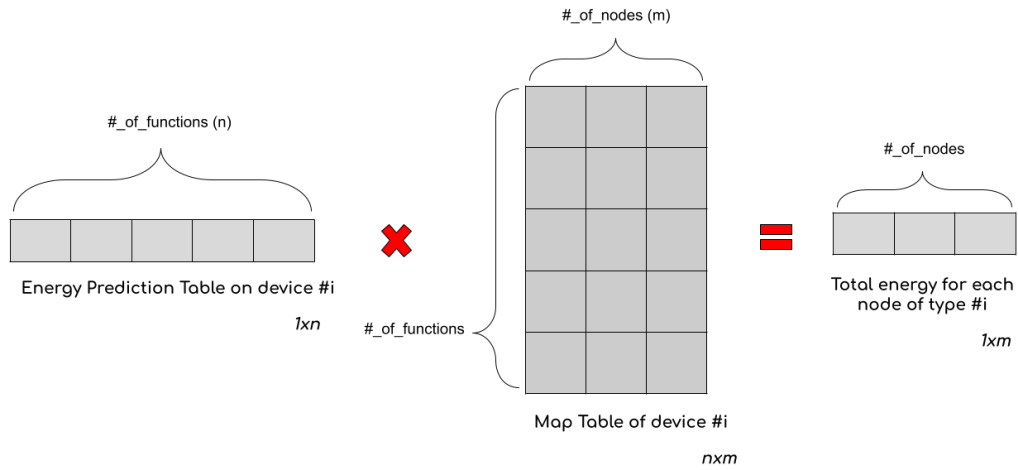 #_of_functions (n)
Energy Prediction Table on device #i
1xn
#_of_nodes (m)
#_of_functions
Map Table of device #i
nxm
#_of_nodes
Total energy for each
node of type #i
1xm